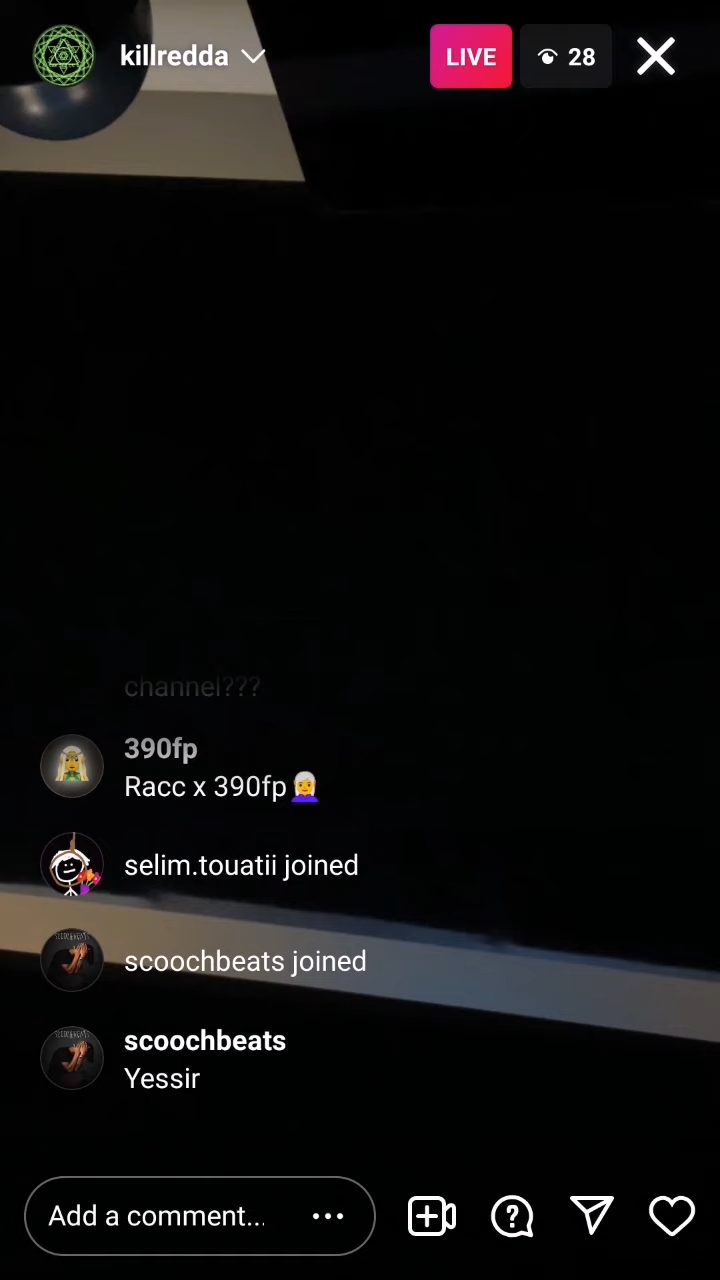 killredda
LIVE
28
channel???
390fp
Racc x 390fp👩‍🦳
selim.touatii joined
scoochbeats joined
scoochbeats
Yessir
Add a comment...